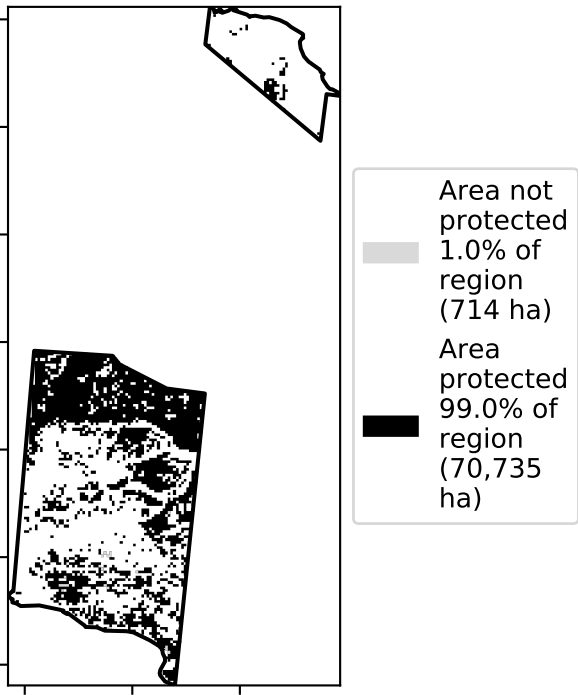 Area not
protected
1.0% of
region
(714 ha)
Area
protected
99.0% of
region
(70,735
ha)